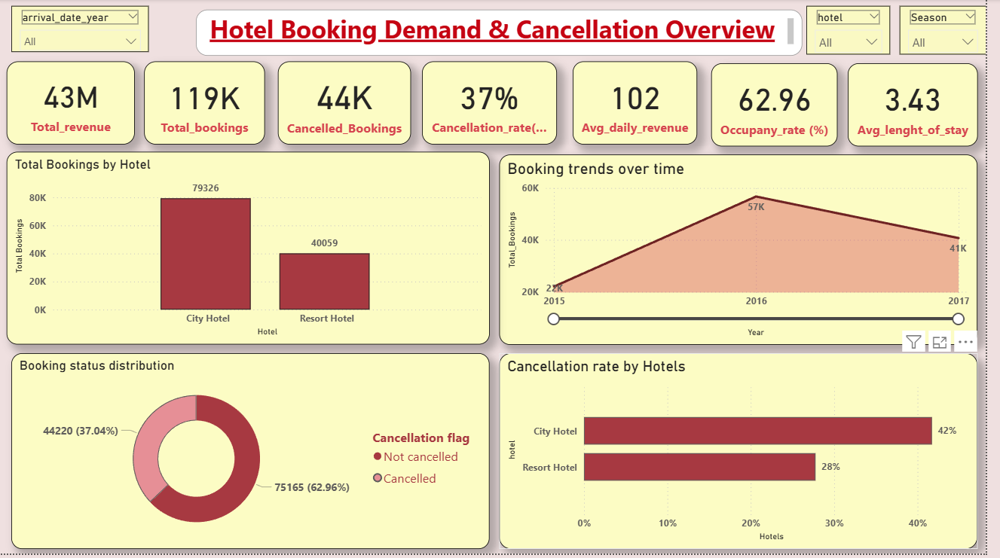 arrival_date_year
All
Hotel Booking Demand & Cancellation Overview
hotel
All
Season
All
43M
Total_revenue
119K
Total_bookings
44K
Cancelled_Bookings
37%
Cancellation_rate(...
102
Avg_daily_revenue
62.96
Occupany_rate (%)
3.43
Avg_lenght_of_stay
Total Bookings by Hotel
Total Bookings
80K
60K
40K
20K
0K
79326
40059
City Hotel
Resort Hotel
Hotel
Booking trends over time
Total_Bookings
60K
40K
20K
22K
57K
41K
2015
2016
2017
Year
Booking status distribution
44220 (37.04%)
75165 (62.96%)
Cancellation flag
Not cancelled
Cancelled
Cancellation rate by Hotels
hotel
City Hotel
42%
Resort Hotel
28%
0%
10%
20%
30%
40%
Hotels